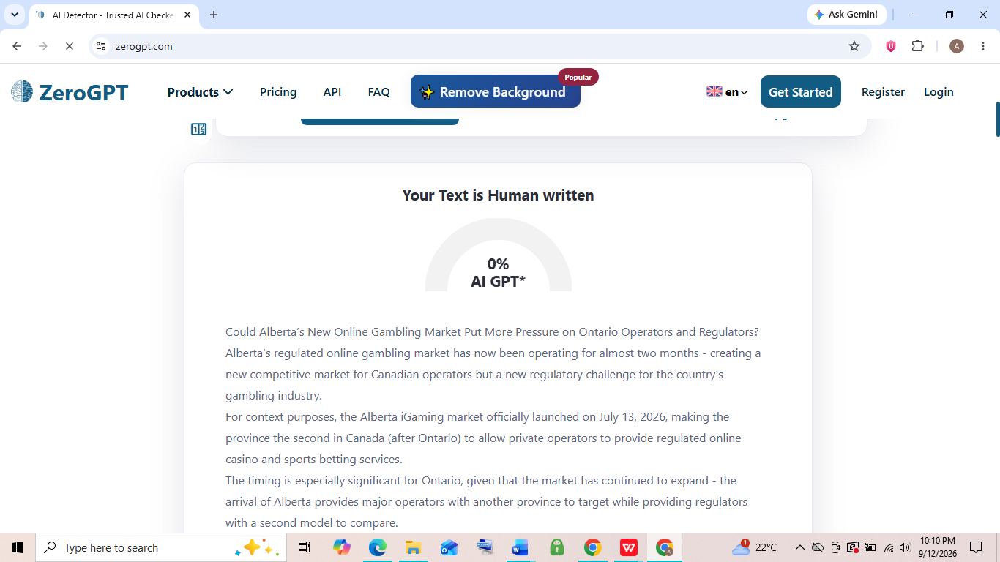 AI Detector - Trusted AI Checke
Ask Gemini
zerogpt.com
A
ZeroGPT
Products
Pricing
API
FAQ
Remove Background
Popular
en
Get Started
Register
Login
Your Text is Human written
0%
AI GPT*
Could Alberta's New Online Gambling Market Put More Pressure on Ontario Operators and Regulators?
Alberta's regulated online gambling market has now been operating for almost two months - creating a
new competitive market for Canadian operators but a new regulatory challenge for the country's
gambling industry.
For context purposes, the Alberta iGaming market officially launched on July 13, 2026, making the
province the second in Canada (after Ontario) to allow private operators to provide regulated online
casino and sports betting services.
The timing is especially significant for Ontario, given that the market has continued to expand - the
arrival of Alberta provides major operators with another province to target while providing regulators
with a second model to compare.
Type here to search
1
22°C
10:10 PM
9/12/2026